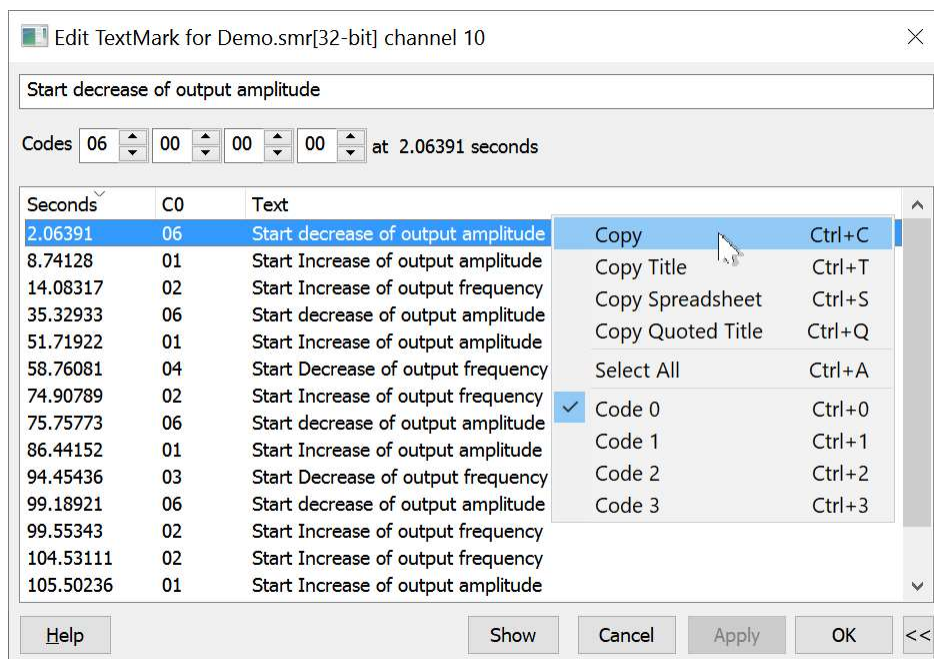 Edit TextMark for Demo.smr[32-bit] channel 10
Start decrease of output amplitude
Codes 06 00 00 00 at 2.06391 seconds
Seconds C0 Text
2.06391 06 Start decrease of output amplitude
8.74128 01 Start Increase of output amplitude
14.08317 02 Start Increase of output frequency
35.32933 06 Start decrease of output amplitude
51.71922 01 Start Increase of output amplitude
58.76081 04 Start Decrease of output frequency
74.90789 02 Start Increase of output frequency
75.75773 06 Start decrease of output amplitude
86.44152 01 Start Increase of output amplitude
94.45436 03 Start Decrease of output frequency
99.18921 06 Start decrease of output amplitude
99.55343 02 Start Increase of output frequency
104.53111 02 Start Increase of output frequency
105.50236 01 Start Increase of output amplitude
Copy Ctrl+C
Copy Title Ctrl+T
Copy Spreadsheet Ctrl+S
Copy Quoted Title Ctrl+Q
Select All Ctrl+A
Code 0 Ctrl+0
Code 1 Ctrl+1
Code 2 Ctrl+2
Code 3 Ctrl+3
Help Show Cancel Apply OK <<